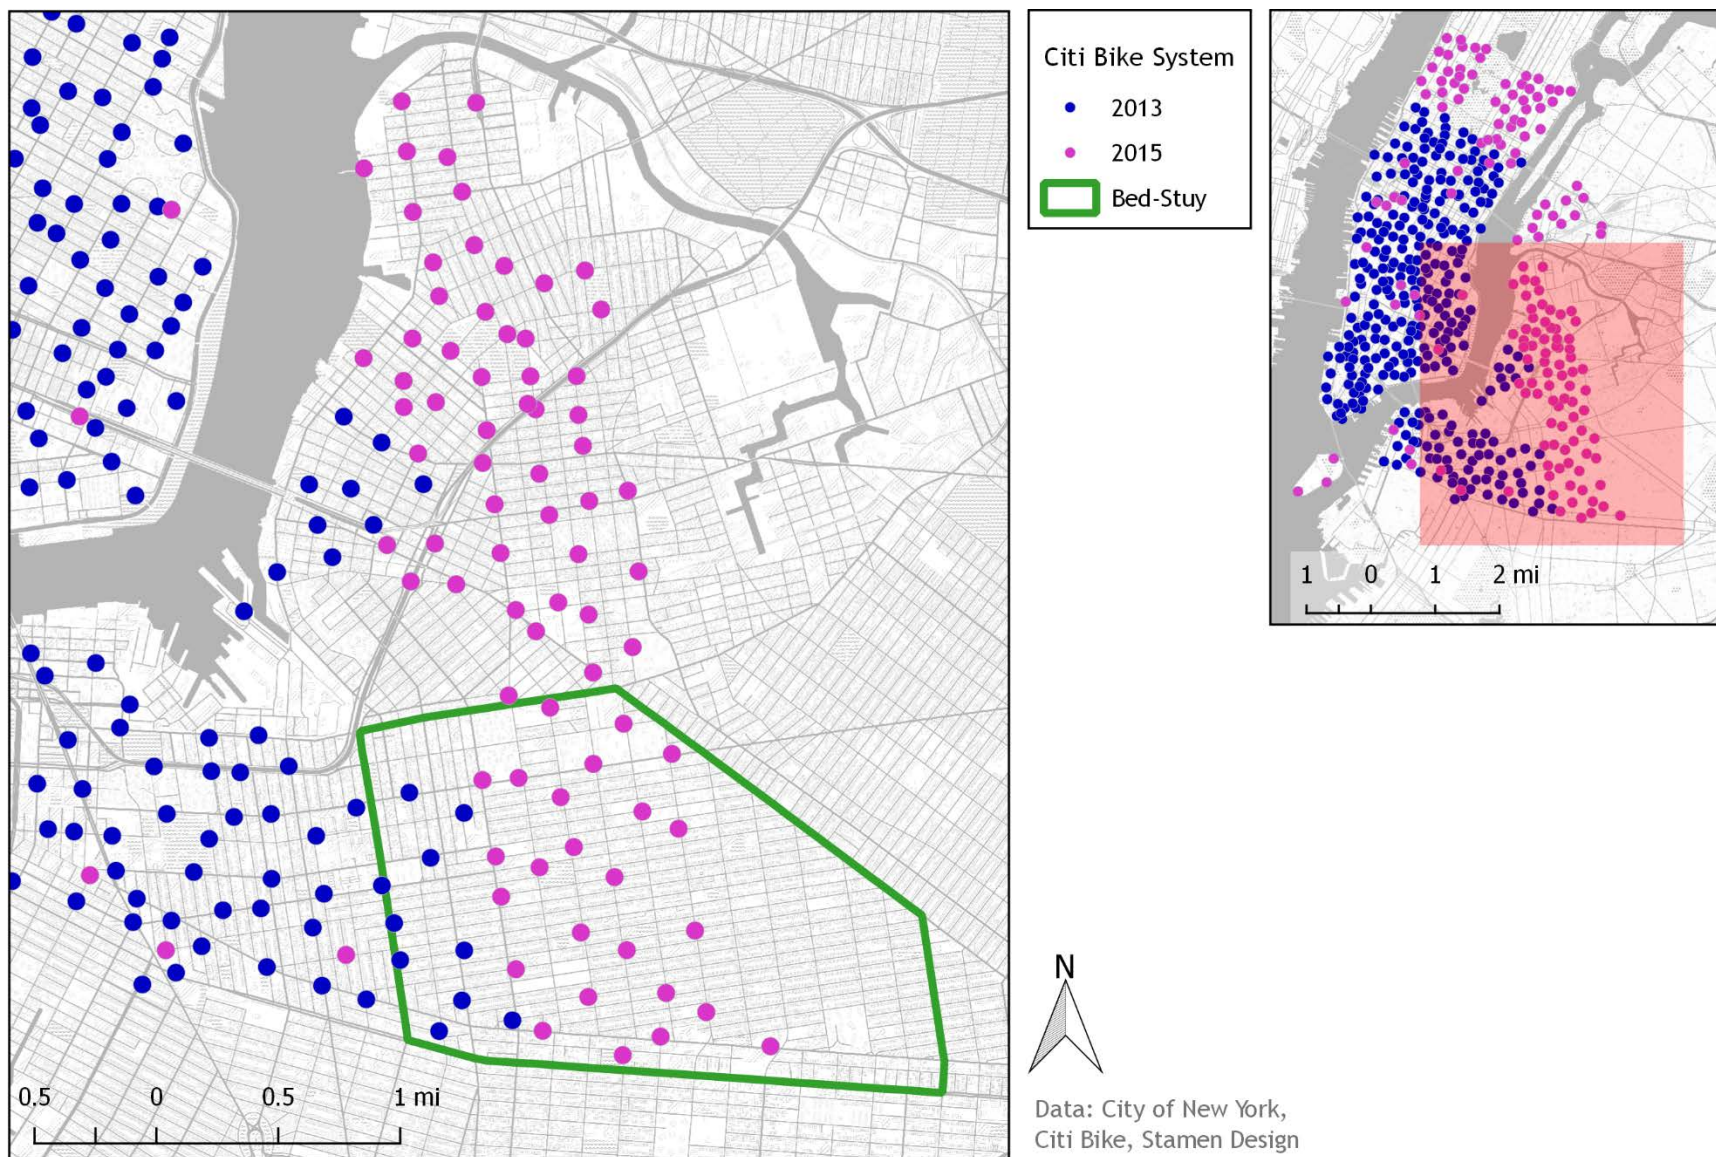 Citi Bike System
2013
2015
Bed-Stuy
1 0 1 2 mi
N
0.5 0 0.5 1 mi
Data: City of New York,
Citi Bike, Stamen Design